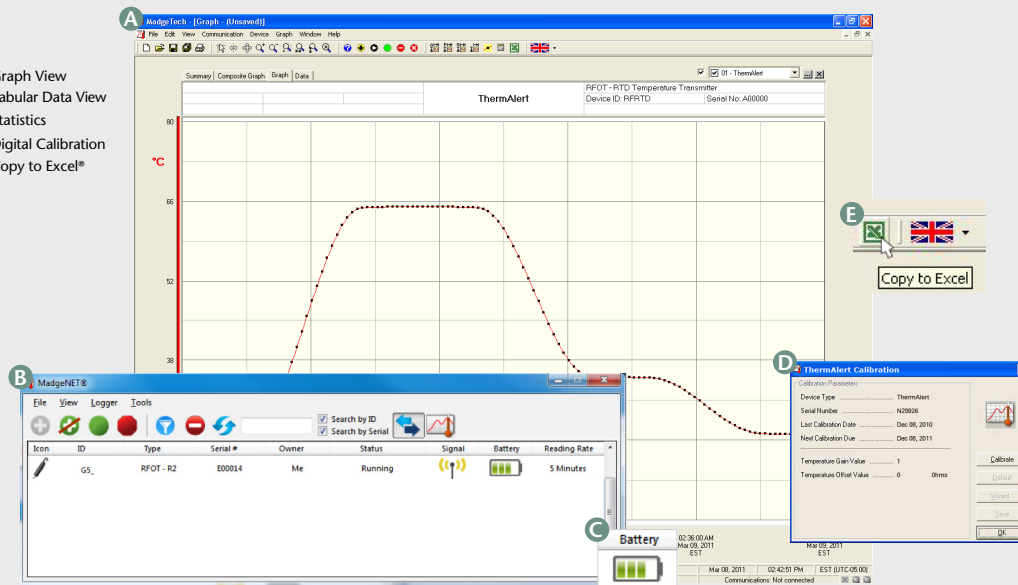 A
MadgeTech - [Graph - (Unsaved)]
File Edit View Communication Device Graph Window Help
Graph View
Tabular Data View
Statistics
Digital Calibration
Copy to Excel®
Summary Composite Graph Graph Data
01 - ThermAlert
ThermAlert
RFOT - RTD Temperature Transmitter
Device ID: RFRTD Serial No: A00000
80
°C
66
52
38
E
Copy to Excel
B
MadgeNET®
File View Logger Tools
Search by ID
Search by Serial
Icon ID Type Serial # Owner Status Signal Battery Reading Rate
G5_ RFOT - R2 E00014 Me Running 5 Minutes
D
ThermAlert Calibration
Calibration Parameters
Device Type ThermAlert
Serial Number N29926
Last Calibration Date Dec 08, 2010
Next Calibration Due Dec 08, 2011
Temperature Gain Value 1
Temperature Offset Value 0 Ohms
Calibrate
Default
Wizard
Save
OK
C
Battery
02:36:00 AM
Mar 09, 2011
EST
Mar 09, 2011
EST
Mar 08, 2011 02:42:51 PM EST (UTC-05:00)
Communications: Not connected